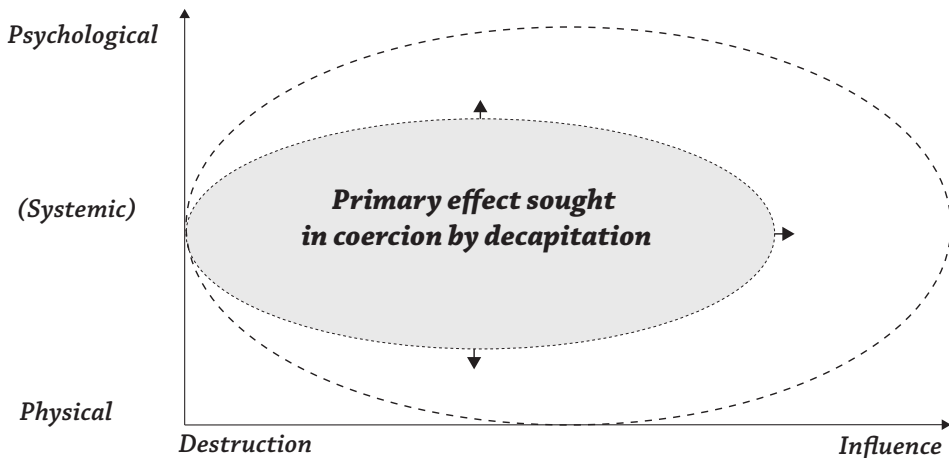 Psychological
Primary effect sought
(Systemic)
in coercion by decapitation
Physical
Destruction
Influence